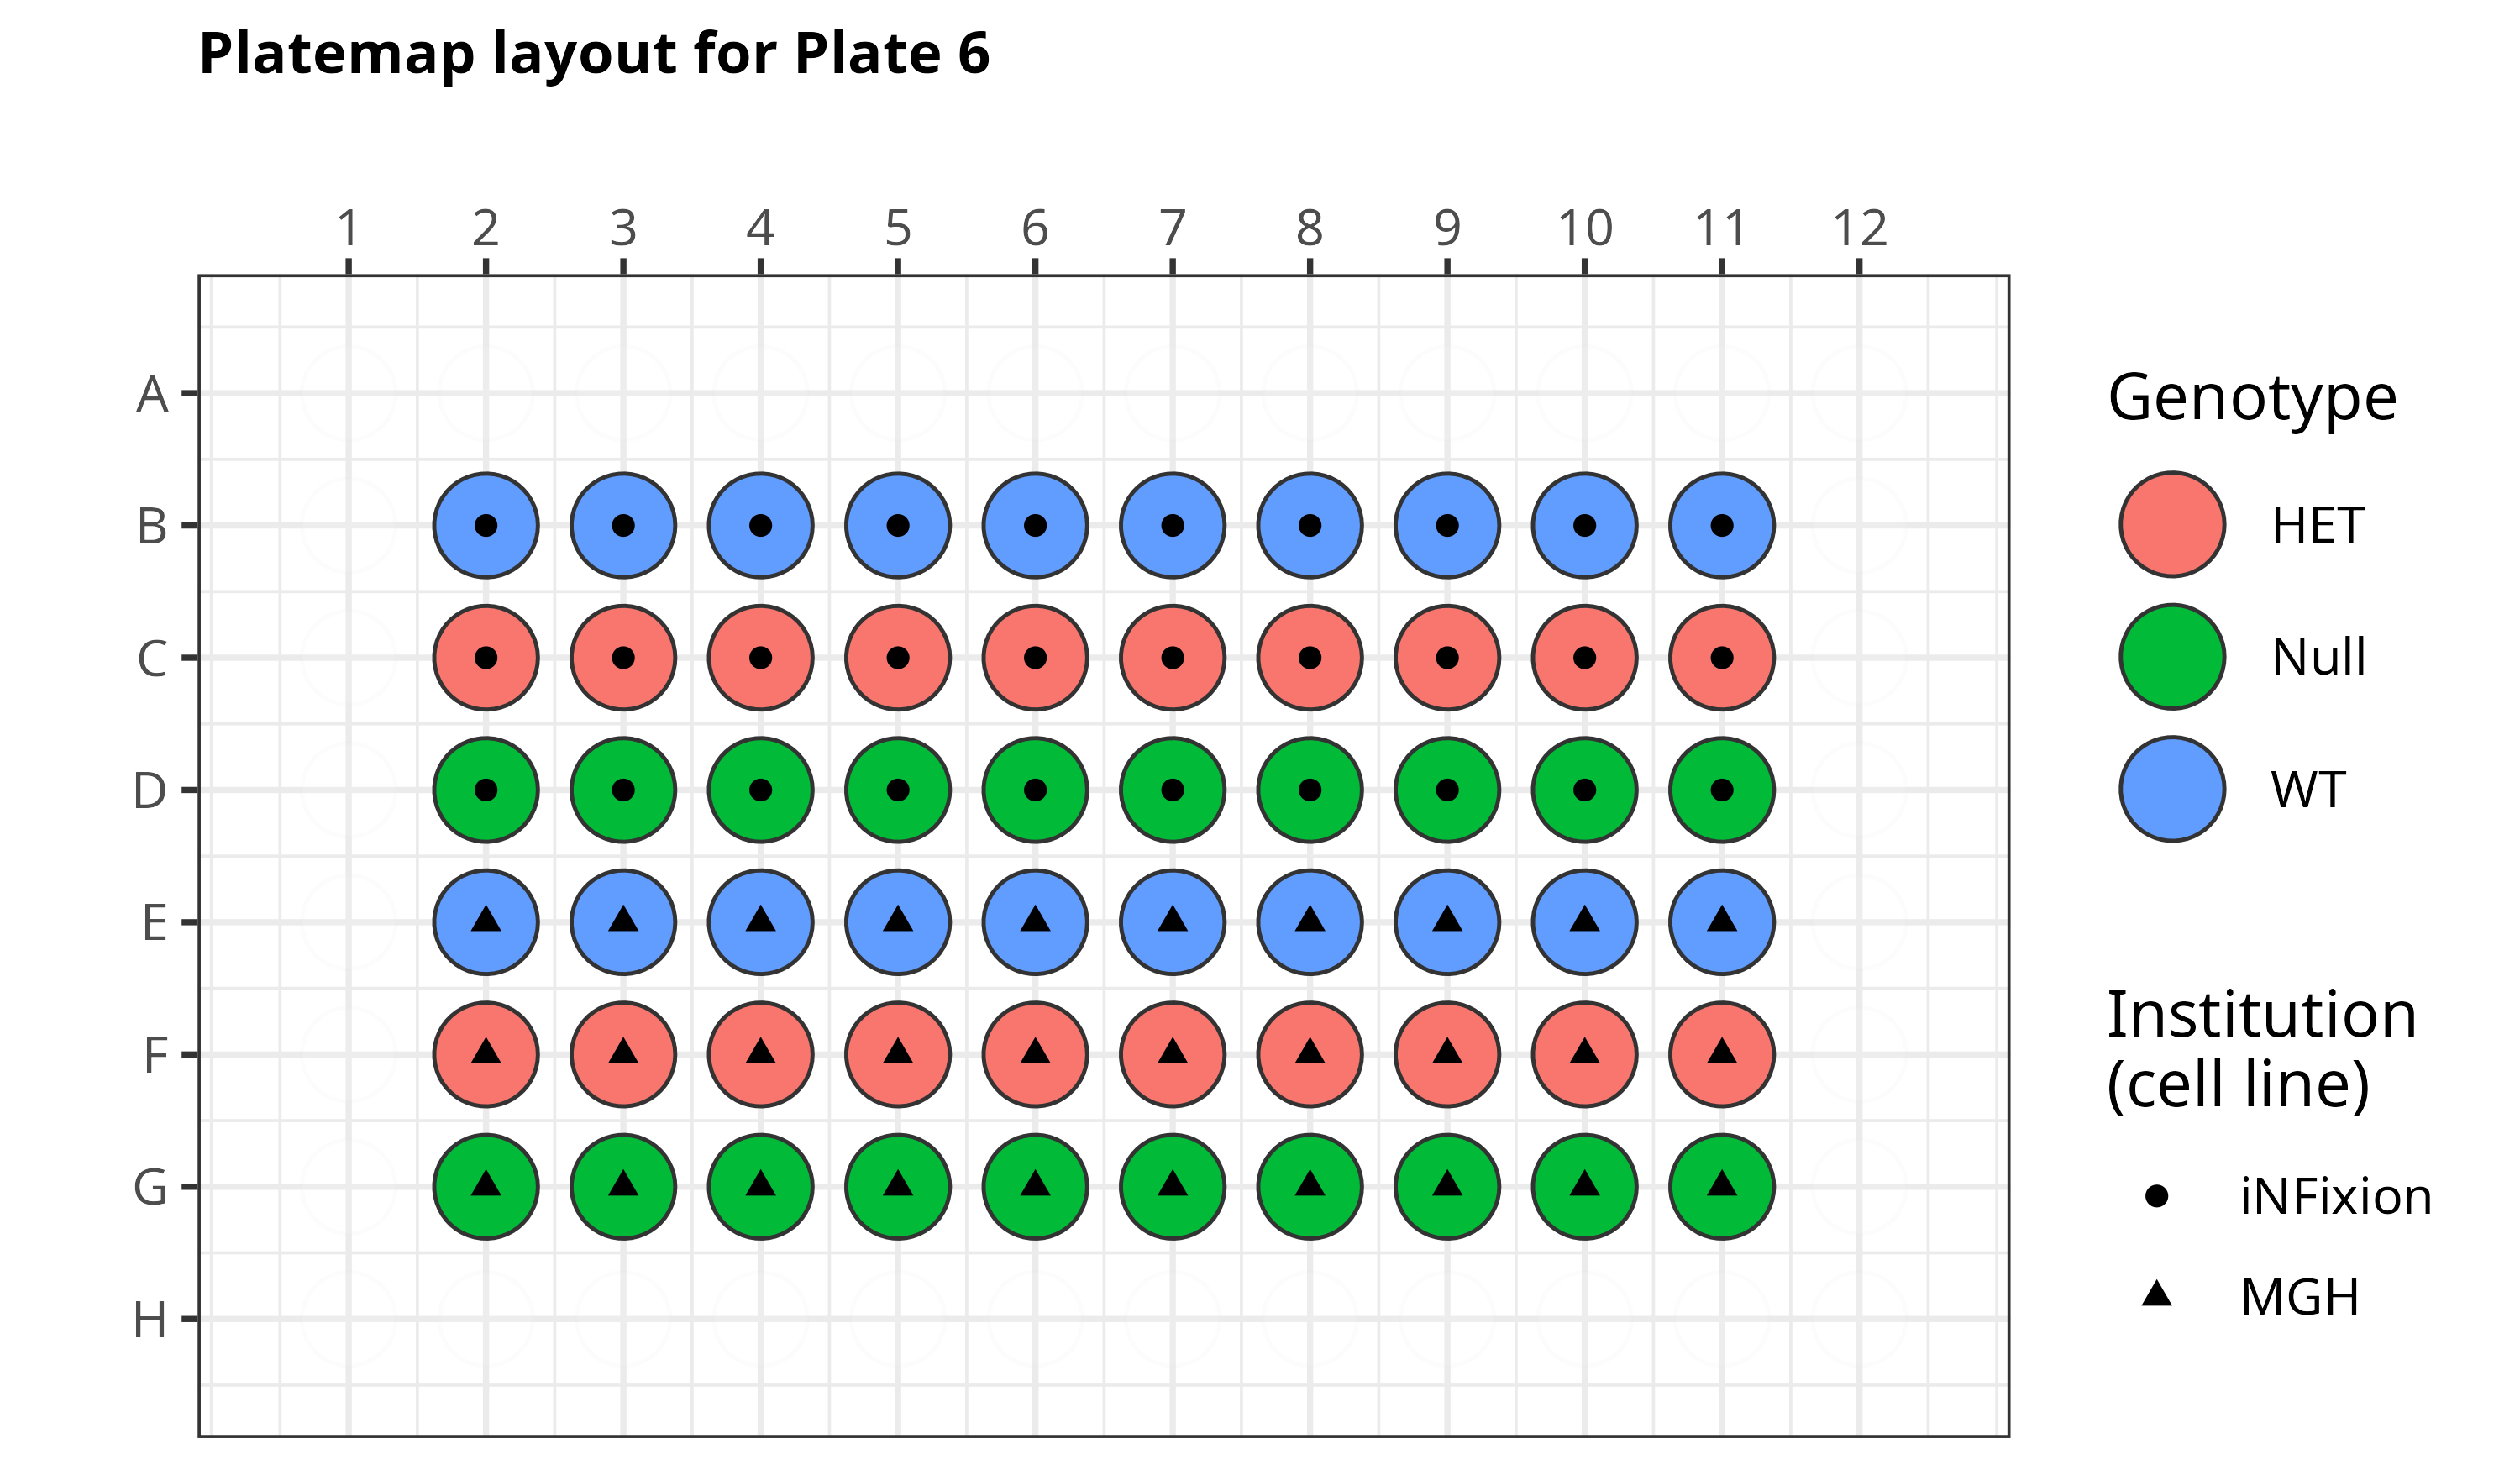 Platemap layout for Plate 6
1 2 3 4 5 6 7 8 9 10 11 12
A
B
C
D
E
F
G
H
Genotype
HET
Null
WT
Institution
(cell line)
iNFixion
MGH